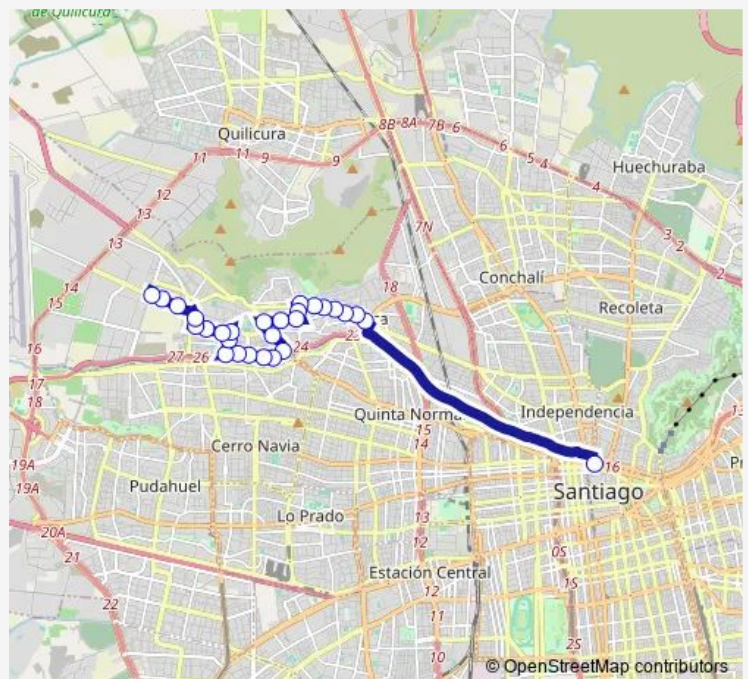 de Quilicura
Quilicura
8B
8A
7B
6
6
5
4
4
11
11
9
9
Huechuraba
12
13
13
3
2
2
7N
14
15
18
Conchalí
Recoleta
16
27
26
24
17
18
Quinta Norma
Independencia
15
14
Cerro Navia
19A
19A
Pudahuel
16
Santiago
Lo Prado
13
12
20A
21
0S
Estación Central
1S
22
12
11
10
2S
© OpenStreetMap contributors